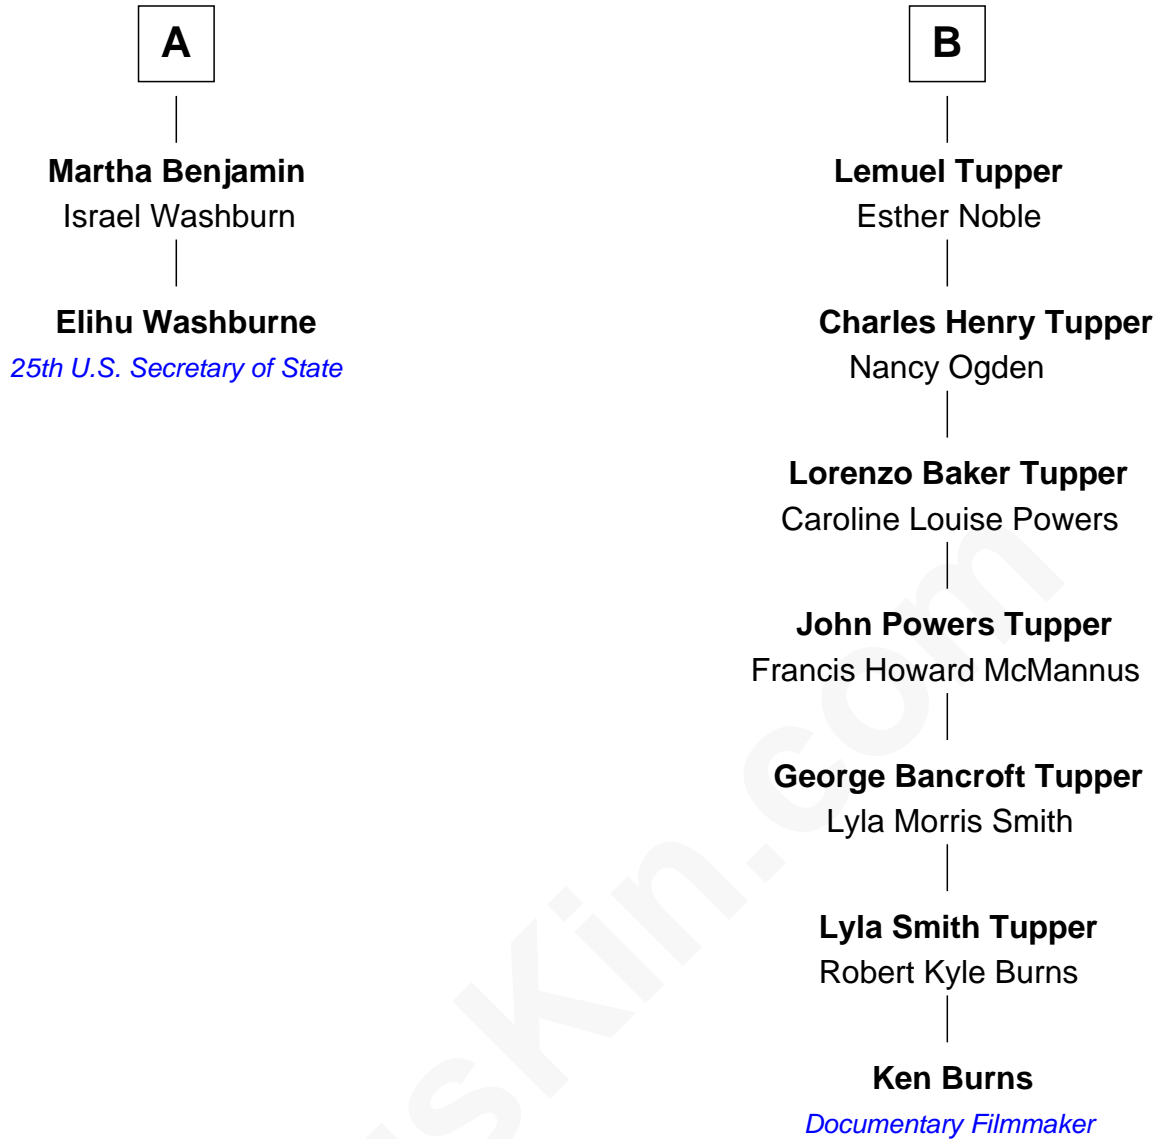 A
Martha Benjamin
Israel Washburn
Elihu Washburne
25th U.S. Secretary of State
B
Lemuel Tupper
Esther Noble
Charles Henry Tupper
Nancy Ogden
Lorenzo Baker Tupper
Caroline Louise Powers
John Powers Tupper
Francis Howard McMannus
George Bancroft Tupper
Lyla Morris Smith
Lyla Smith Tupper
Robert Kyle Burns
Ken Burns
Documentary Filmmaker